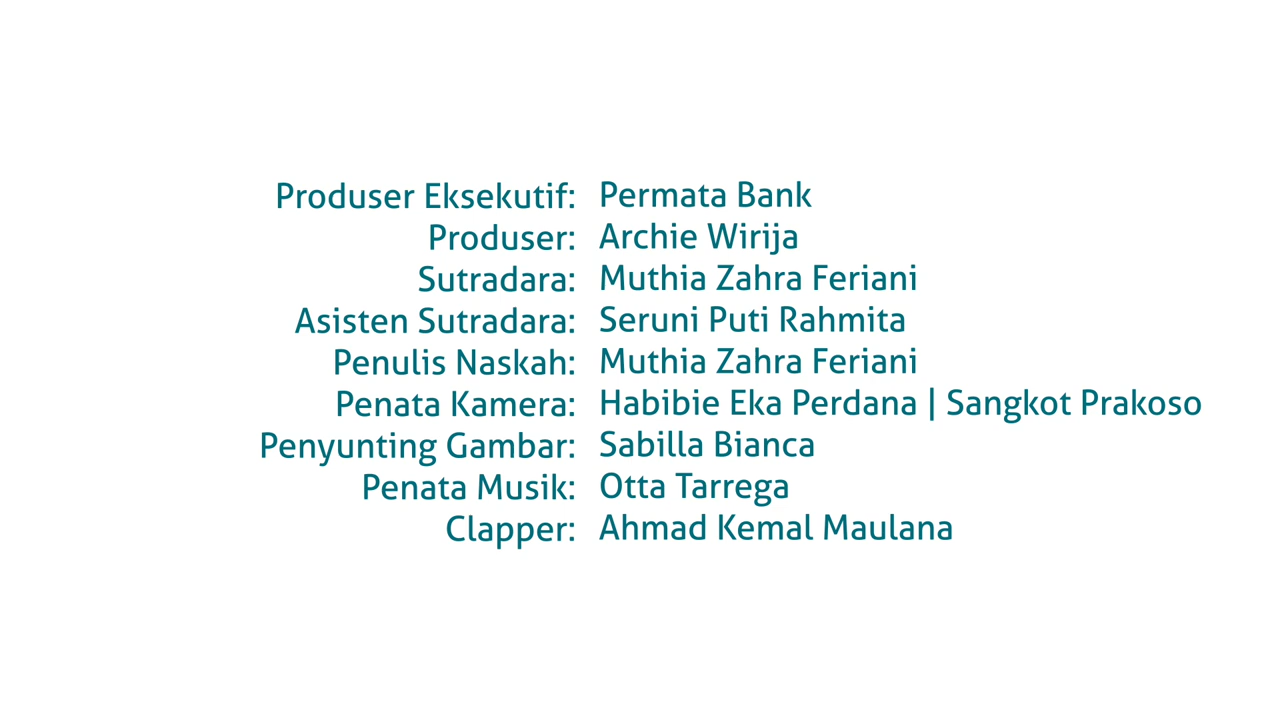 Produser Eksekutif: Permata Bank
Produser: Archie Wirija
Sutradara: Muthia Zahra Feriani
Asisten Sutradara: Seruni Puti Rahmita
Penulis Naskah: Muthia Zahra Feriani
Penata Kamera: Habibie Eka Perdana | Sangkot Prakoso
Penyunting Gambar: Sabilla Bianca
Penata Musik: Otta Tarrega
Clapper: Ahmad Kemal Maulana